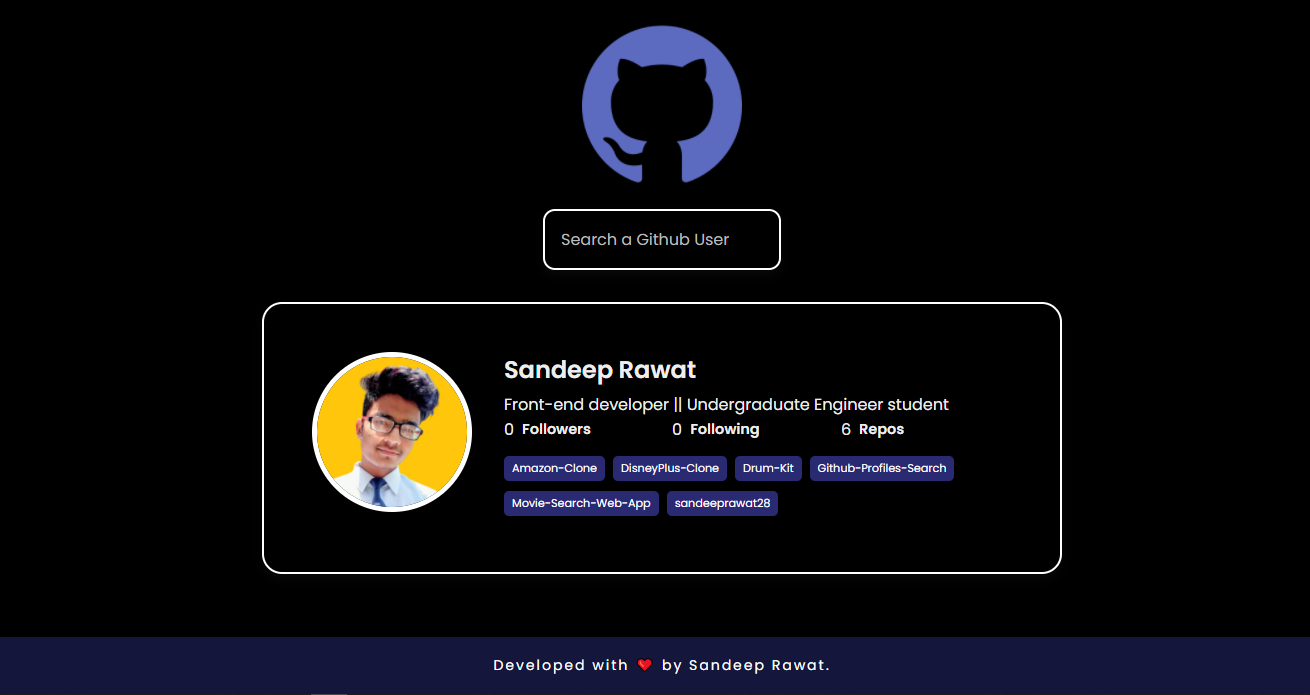 Search a Github User
Sandeep Rawat
Front-end developer || Undergraduate Engineer student
0 Followers 0 Following 6 Repos
Amazon-Clone DisneyPlus-Clone Drum-Kit Github-Profiles-Search
Movie-Search-Web-App sandeeprawat28
Developed with ❤️ by Sandeep Rawat.